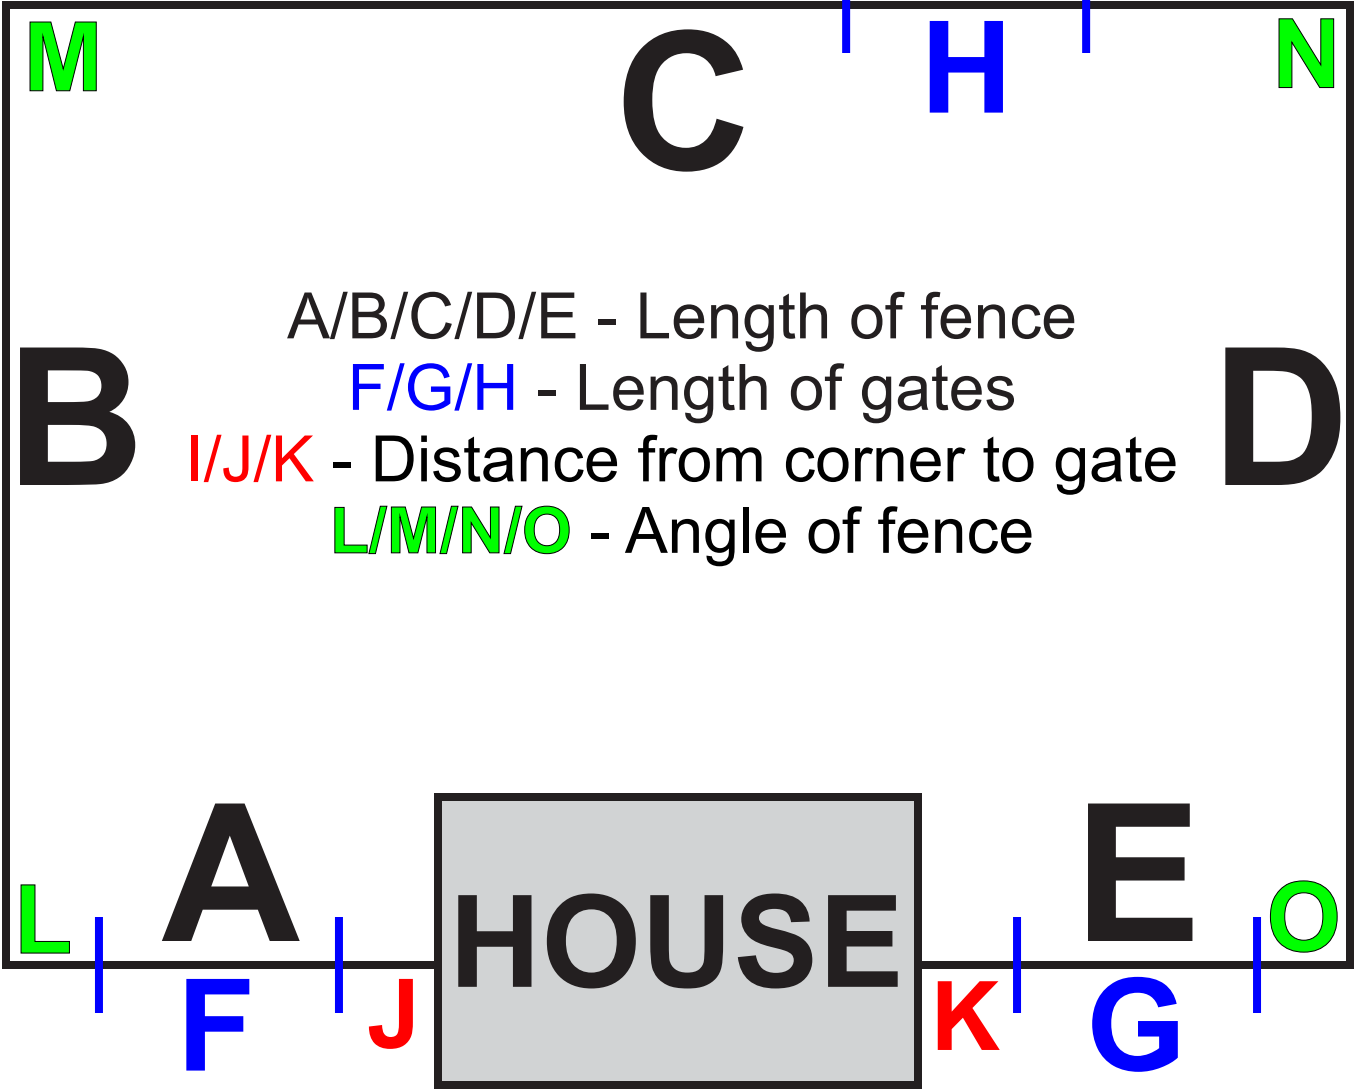 M C H N
A/B/C/D/E - Length of fence
F/G/H - Length of gates
B I/J/K - Distance from corner to gate D
L/M/N/O - Angle of fence
A E
L HOUSE O
F J K G